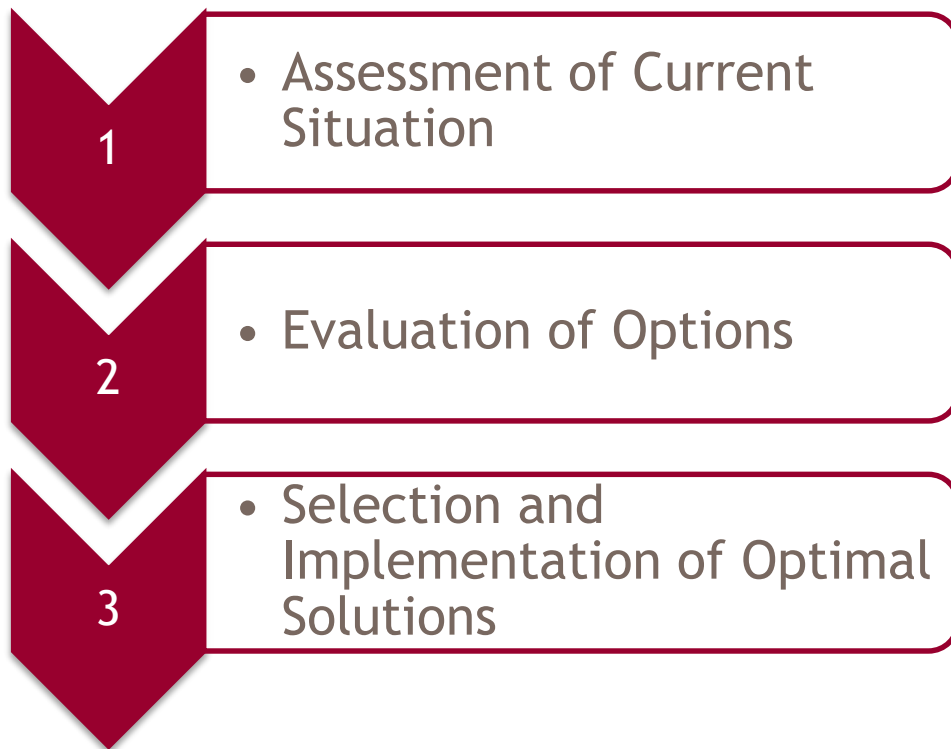 1
• Assessment of Current
Situation
2
• Evaluation of Options
3
• Selection and
Implementation of Optimal
Solutions